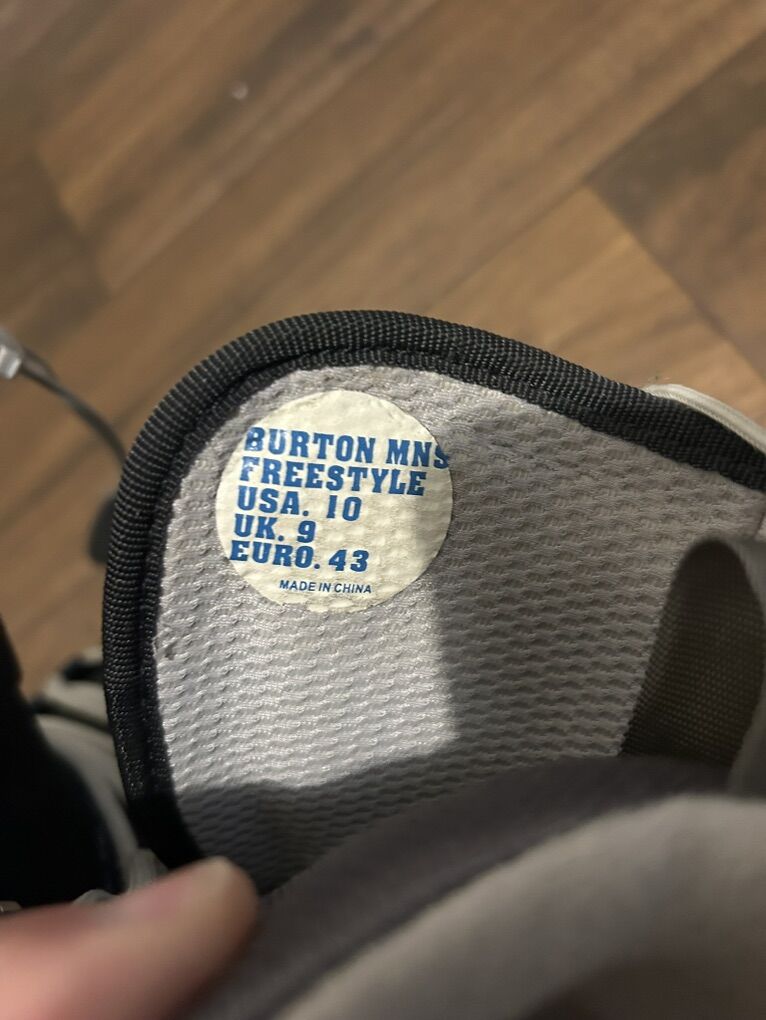 BURTON MNS
FREESTYLE
USA. 10
UK. 9
EURO. 43
MADE IN CHINA